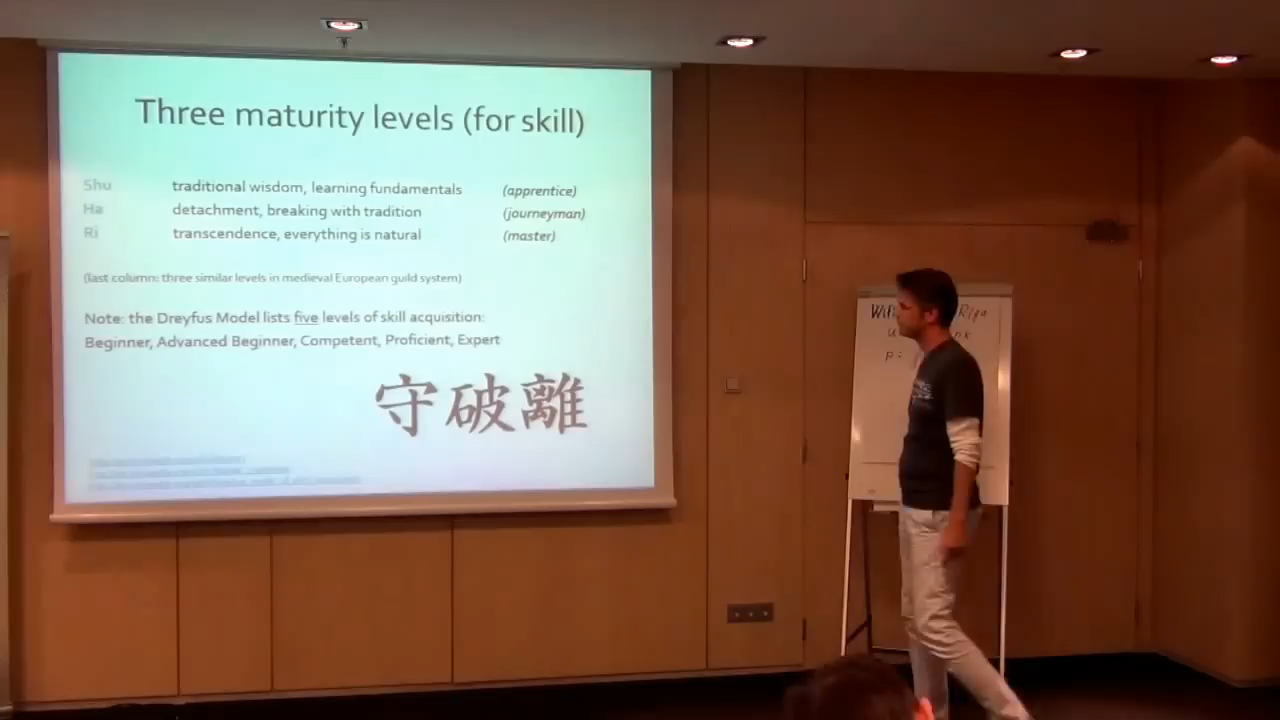 Three maturity levels (for skill)
Shu traditional wisdom, learning fundamentals (apprentice)
Ha detachment, breaking with tradition (journeyman)
Ri transcendence, everything is natural (master)
(last column: three similar levels in medieval European guild system)
Note: the Dreyfus Model lists five levels of skill acquisition:
Beginner, Advanced Beginner, Competent, Proficient, Expert
守破離
Riga